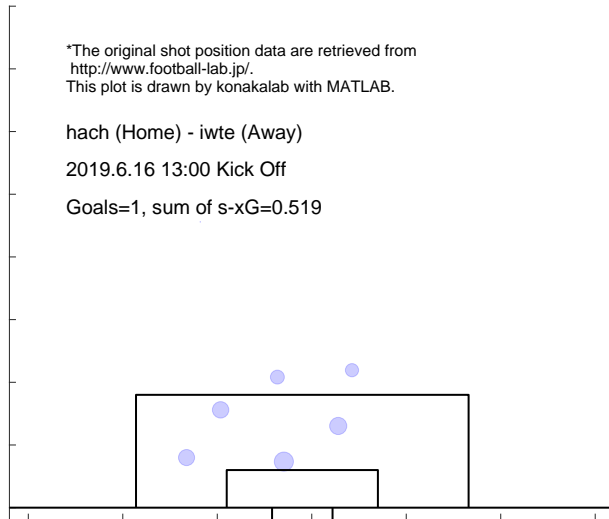 *The original shot position data are retrieved from
http://www.football-lab.jp/.
This plot is drawn by konakalab with MATLAB.
hach (Home) - iwte (Away)
2019.6.16 13:00 Kick Off
Goals=1, sum of s-xG=0.519